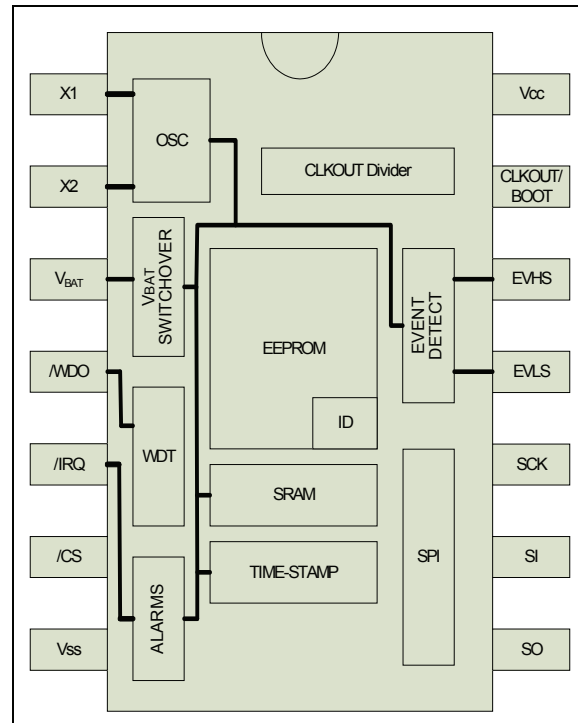 X1
X2
VBAT
/WDO
/IRQ
/CS
Vss
OSC
VBAT
SWITCHOVER
WDT
ALARMS
CLKOUT Divider
EEPROM
ID
SRAM
TIME-STAMP
EVENT
DETECT
SPI
Vcc
CLKOUT/
BOOT
EVHS
EVLS
SCK
SI
SO